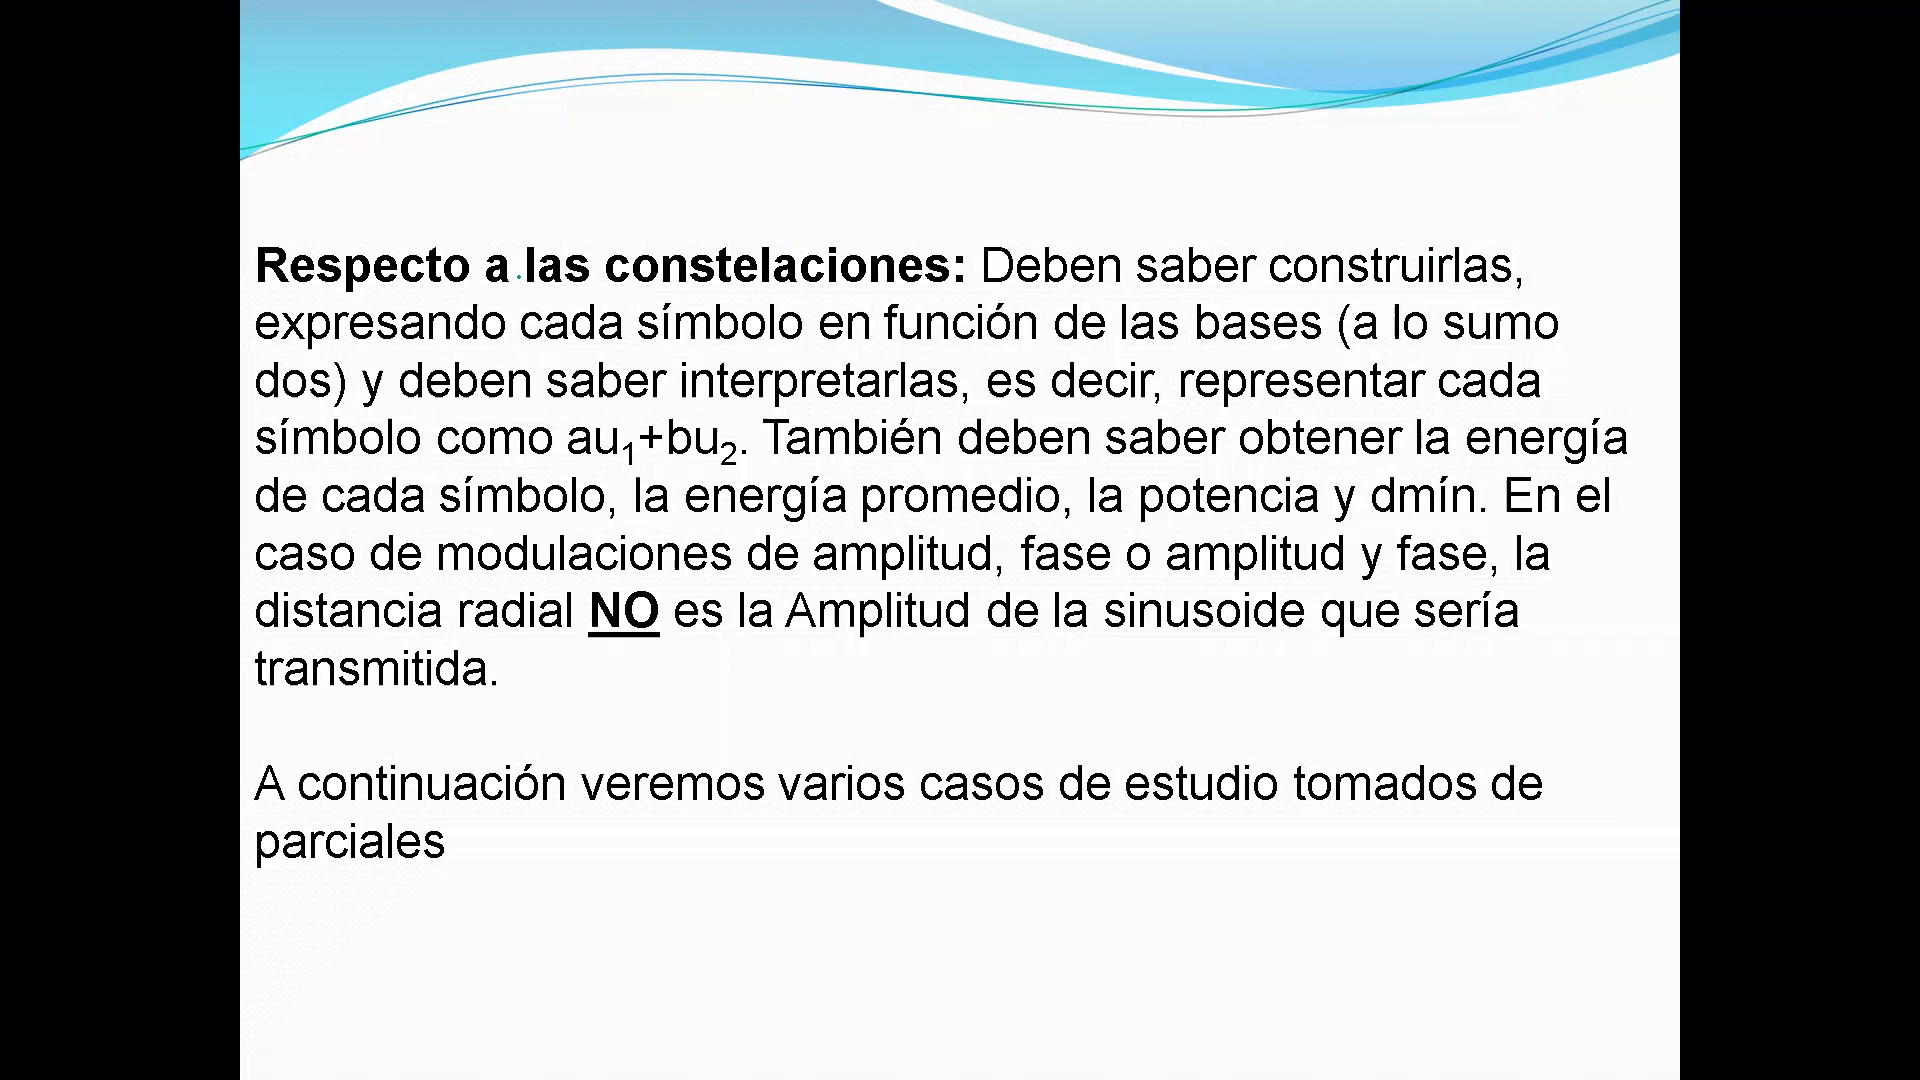 Respecto a las constelaciones: Deben saber construirlas,
expresando cada símbolo en función de las bases (a lo sumo
dos) y deben saber interpretarlas, es decir, representar cada
símbolo como au₁+bu₂. También deben saber obtener la energía
de cada símbolo, la energía promedio, la potencia y dmín. En el
caso de modulaciones de amplitud, fase o amplitud y fase, la
distancia radial NO es la Amplitud de la sinusoide que sería
transmitida.
A continuación veremos varios casos de estudio tomados de
parciales